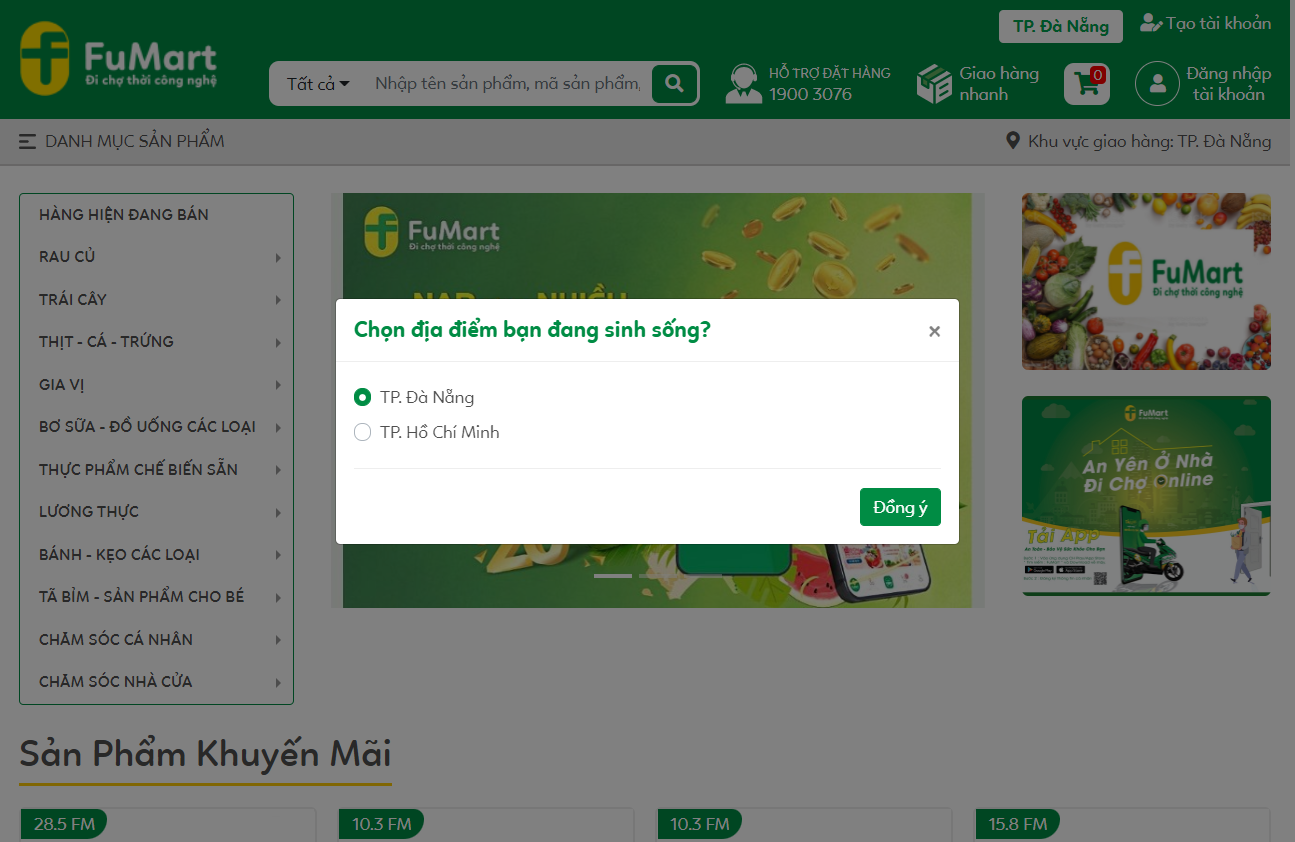 TP. Đà Nẵng
Tạo tài khoản
FuMart
Đi chợ thời công nghệ
Tất cả
Nhập tên sản phẩm, mã sản phẩm,
HỖ TRỢ ĐẶT HÀNG
1900 3076
Giao hàng
nhanh
0
Đăng nhập
tài khoản
DANH MỤC SẢN PHẨM
Khu vực giao hàng: TP. Đà Nẵng
HÀNG HIỆN ĐANG BÁN
RAU CỦ
TRÁI CÂY
THỊT - CÁ - TRỨNG
GIA VỊ
BƠ SỮA - ĐỒ UỐNG CÁC LOẠI
THỰC PHẨM CHẾ BIẾN SẴN
LƯƠNG THỰC
BÁNH - KẸO CÁC LOẠI
TÃ BỈM - SẢN PHẨM CHO BÉ
CHĂM SÓC CÁ NHÂN
CHĂM SÓC NHÀ CỬA
FuMart
Đi chợ thời công nghệ
NHIỀU
Chọn địa điểm bạn đang sinh sống?
×
TP. Đà Nẵng
TP. Hồ Chí Minh
Đồng ý
20
FuMart
Đi chợ thời công nghệ
FuMart
An Yên Ở Nhà
Đi Chợ Online
Tải App
Sản Phẩm Khuyến Mãi
28.5 FM
10.3 FM
10.3 FM
15.8 FM